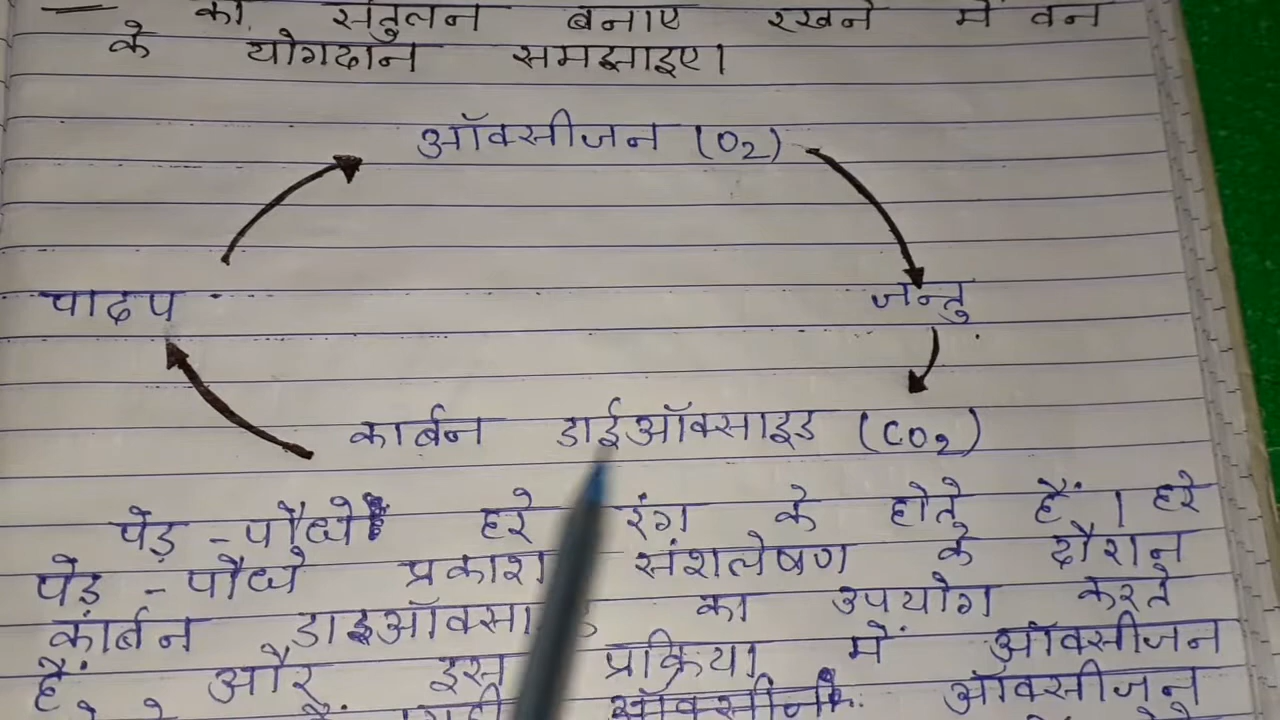 का संतुलन बनाए रखने में वन
के योगदान समझाइए।
ऑक्सीजन (O2)
पादप
जन्तु
कार्बन डाईऑक्साइड (CO2)
पेड़ - पौधे हरे रंग के होते हैं। हरे
पेड़ - पौधे प्रकाश संश्लेषण के दौरान
कार्बन का उपयोग करते
हैं और इस प्रक्रिया में ऑक्सीजन
ऑक्सीजन